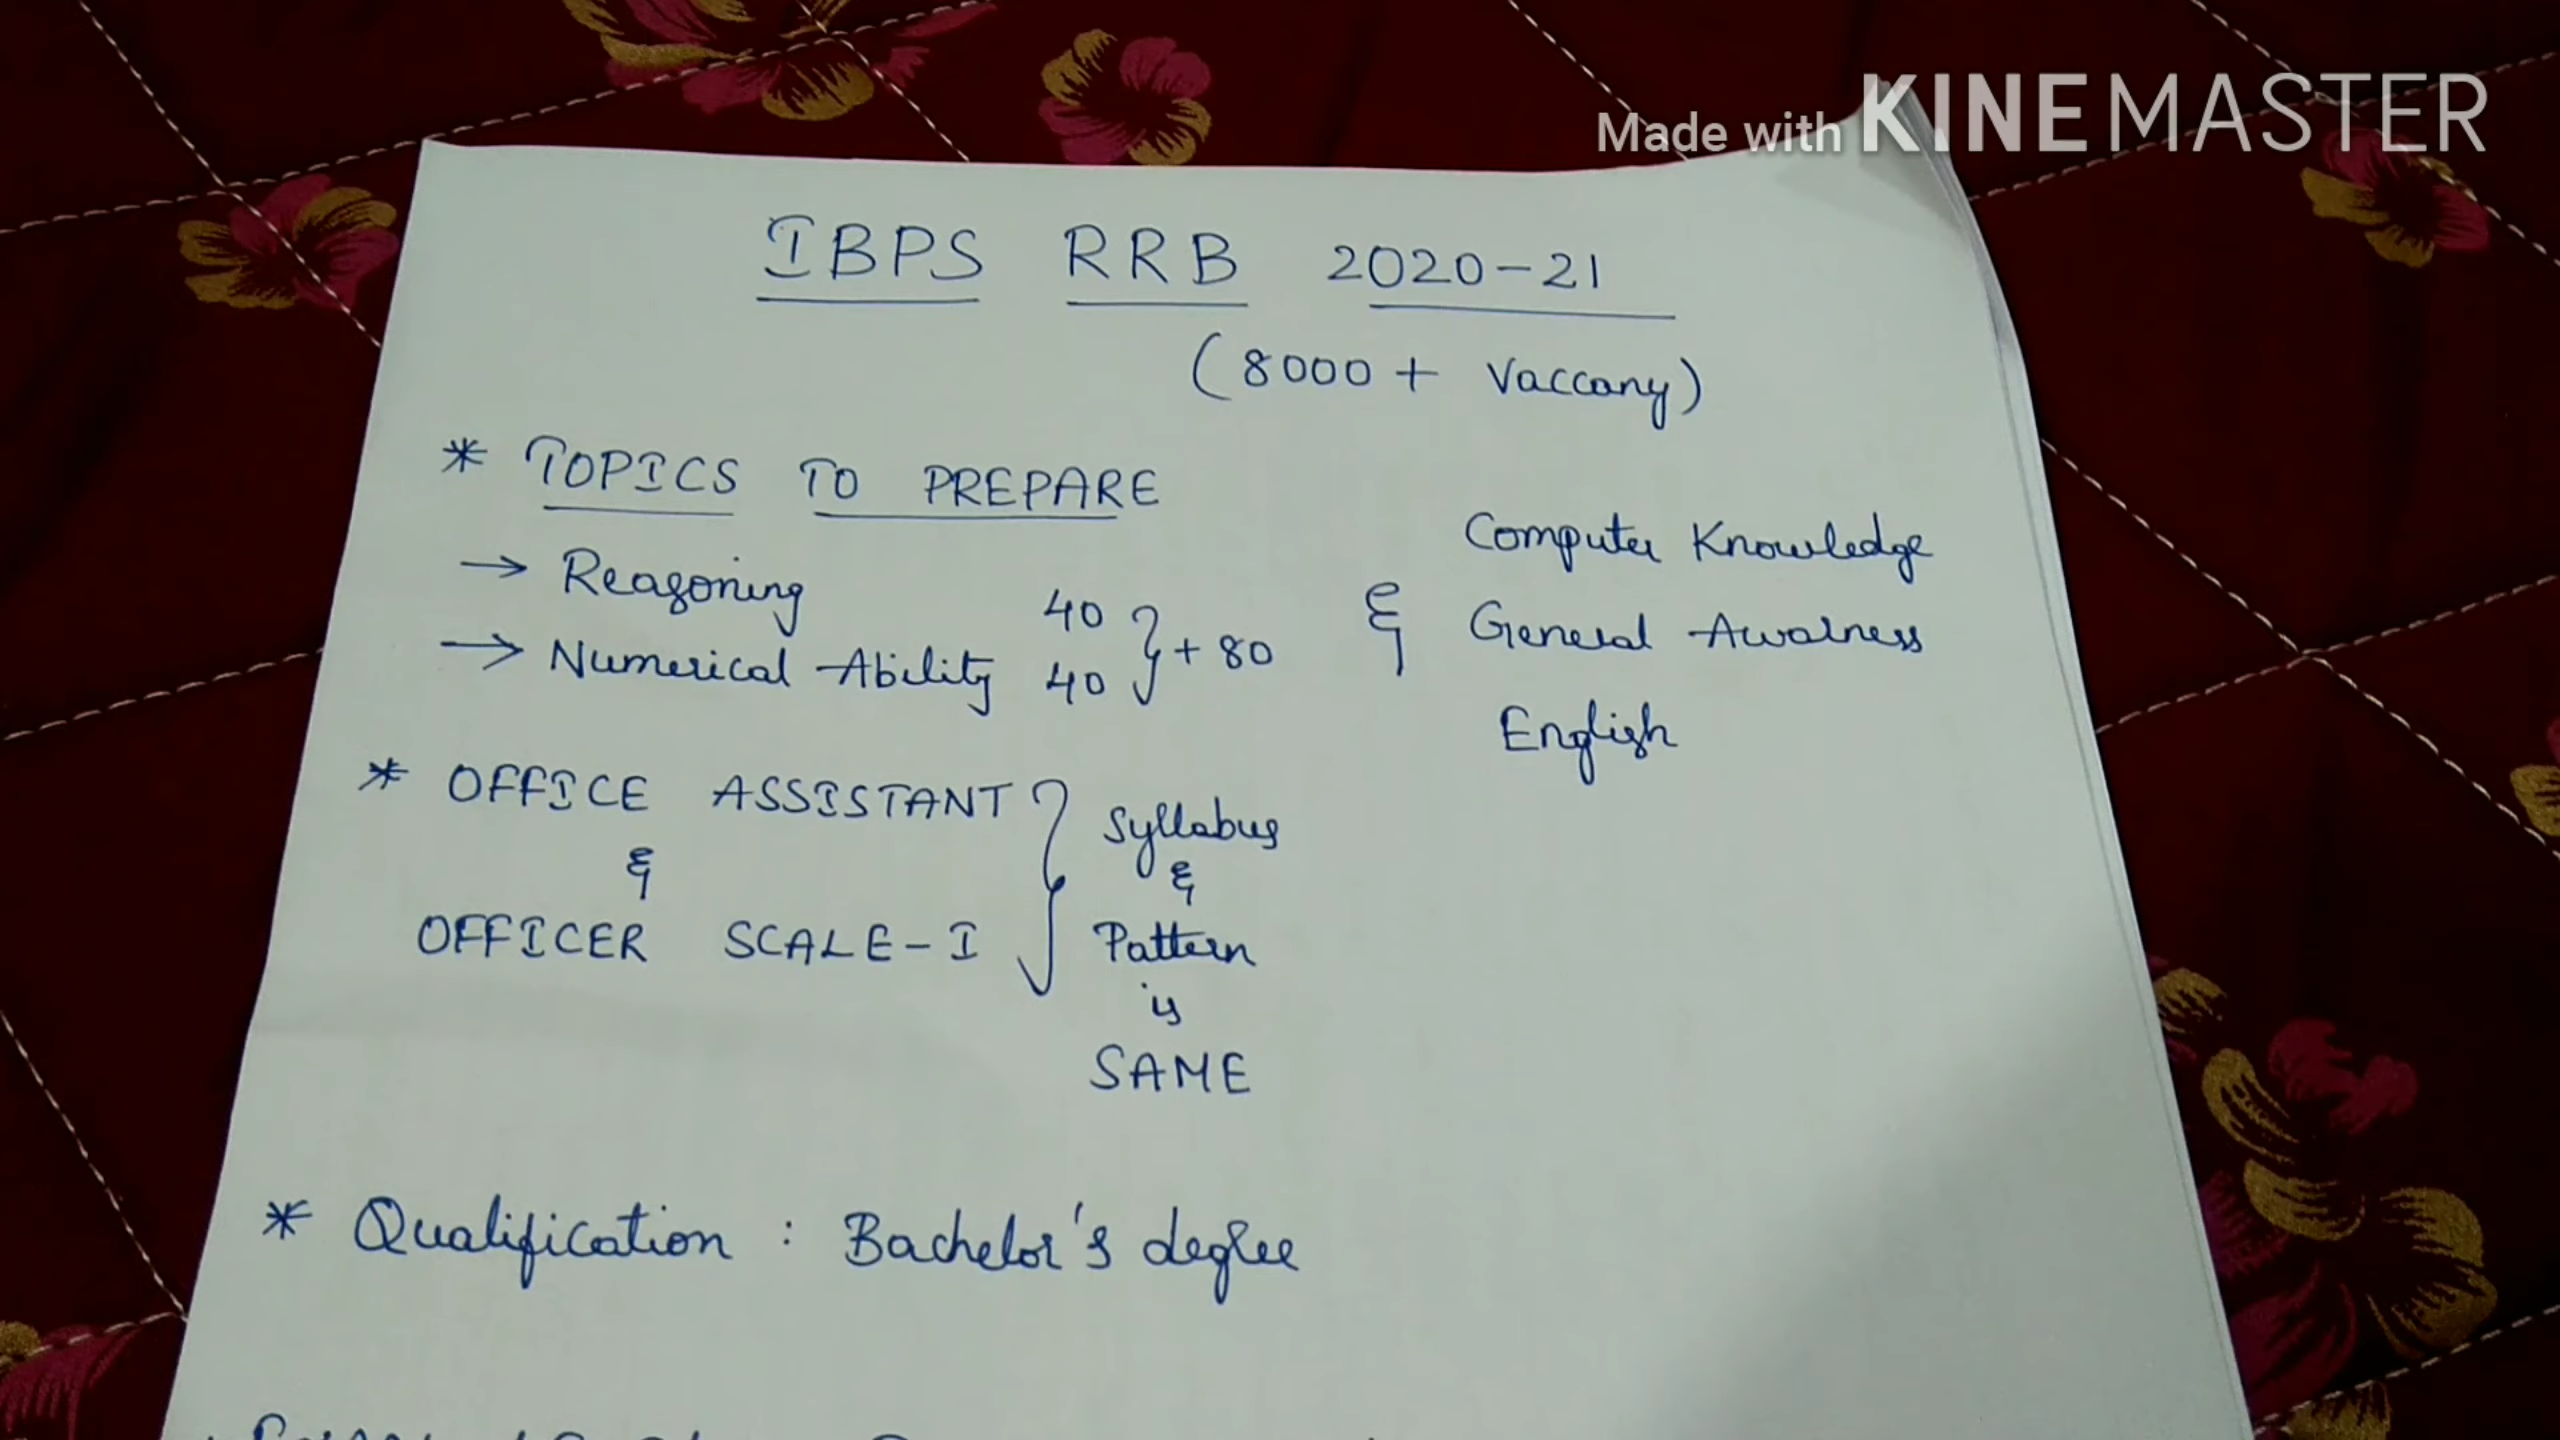 Made with KINEMASTER
IBPS RRB 2020-21
(8000+ Vaccany)
* TOPICS TO PREPARE
→ Reasoning 40
→ Numerical Ability 40
} + 80
&
Computer Knowledge
General Awarness
English
* OFFICE ASSISTANT
&
OFFICER SCALE-I
} Syllabus
&
Pattern
is
SAME
* Qualification : Bachelor's degree